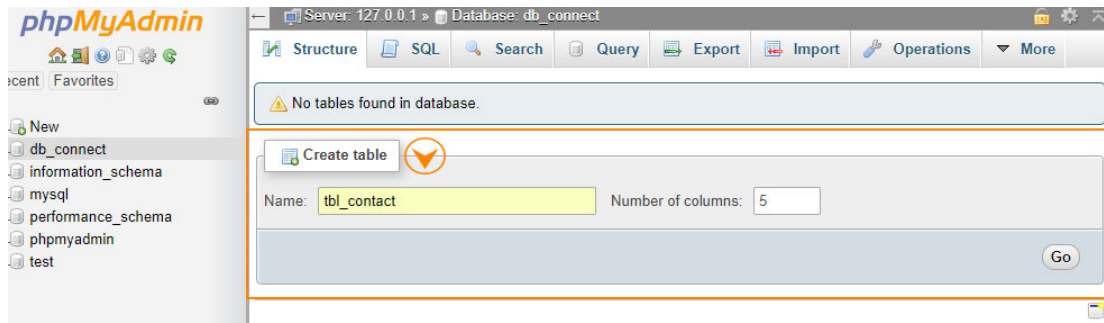 phpMyAdmin
Server: 127.0.0.1 » Database: db_connect
Structure SQL Search Query Export Import Operations More
ecent Favorites
No tables found in database.
New
db_connect
information_schema
mysql
performance_schema
phpmyadmin
test
Create table
Name: tbl_contact Number of columns: 5
Go